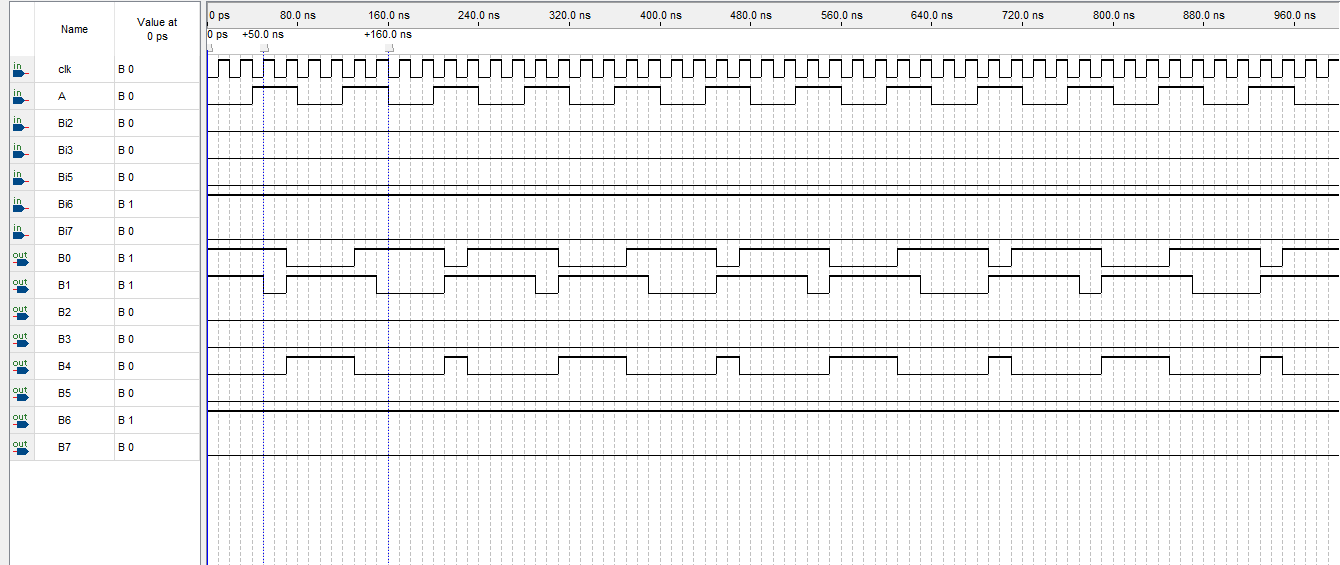 Name Value at 0 ps
0 ps 80.0 ns 160.0 ns 240.0 ns 320.0 ns 400.0 ns 480.0 ns 560.0 ns 640.0 ns 720.0 ns 800.0 ns 880.0 ns 960.0 ns
0 ps +50.0 ns +160.0 ns
in clk B 0
in A B 0
in Bi2 B 0
in Bi3 B 0
in Bi5 B 0
in Bi6 B 1
in Bi7 B 0
out B0 B 1
out B1 B 1
out B2 B 0
out B3 B 0
out B4 B 0
out B5 B 0
out B6 B 1
out B7 B 0